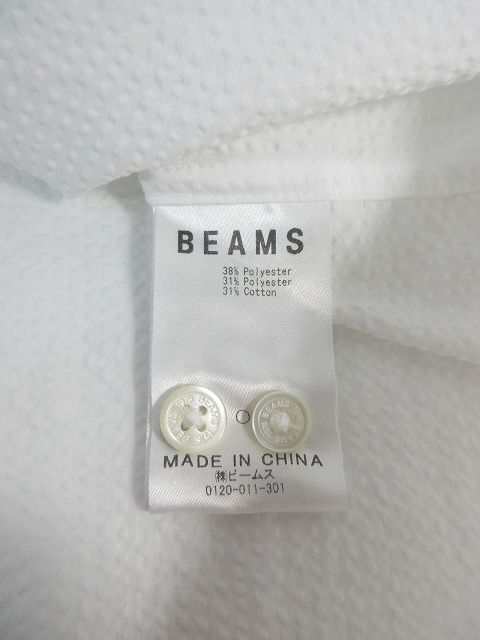 BEAMS
38% Polyester
31% Polyester
31% Cotton
MADE IN CHINA
㈱ビームス
0120-011-301